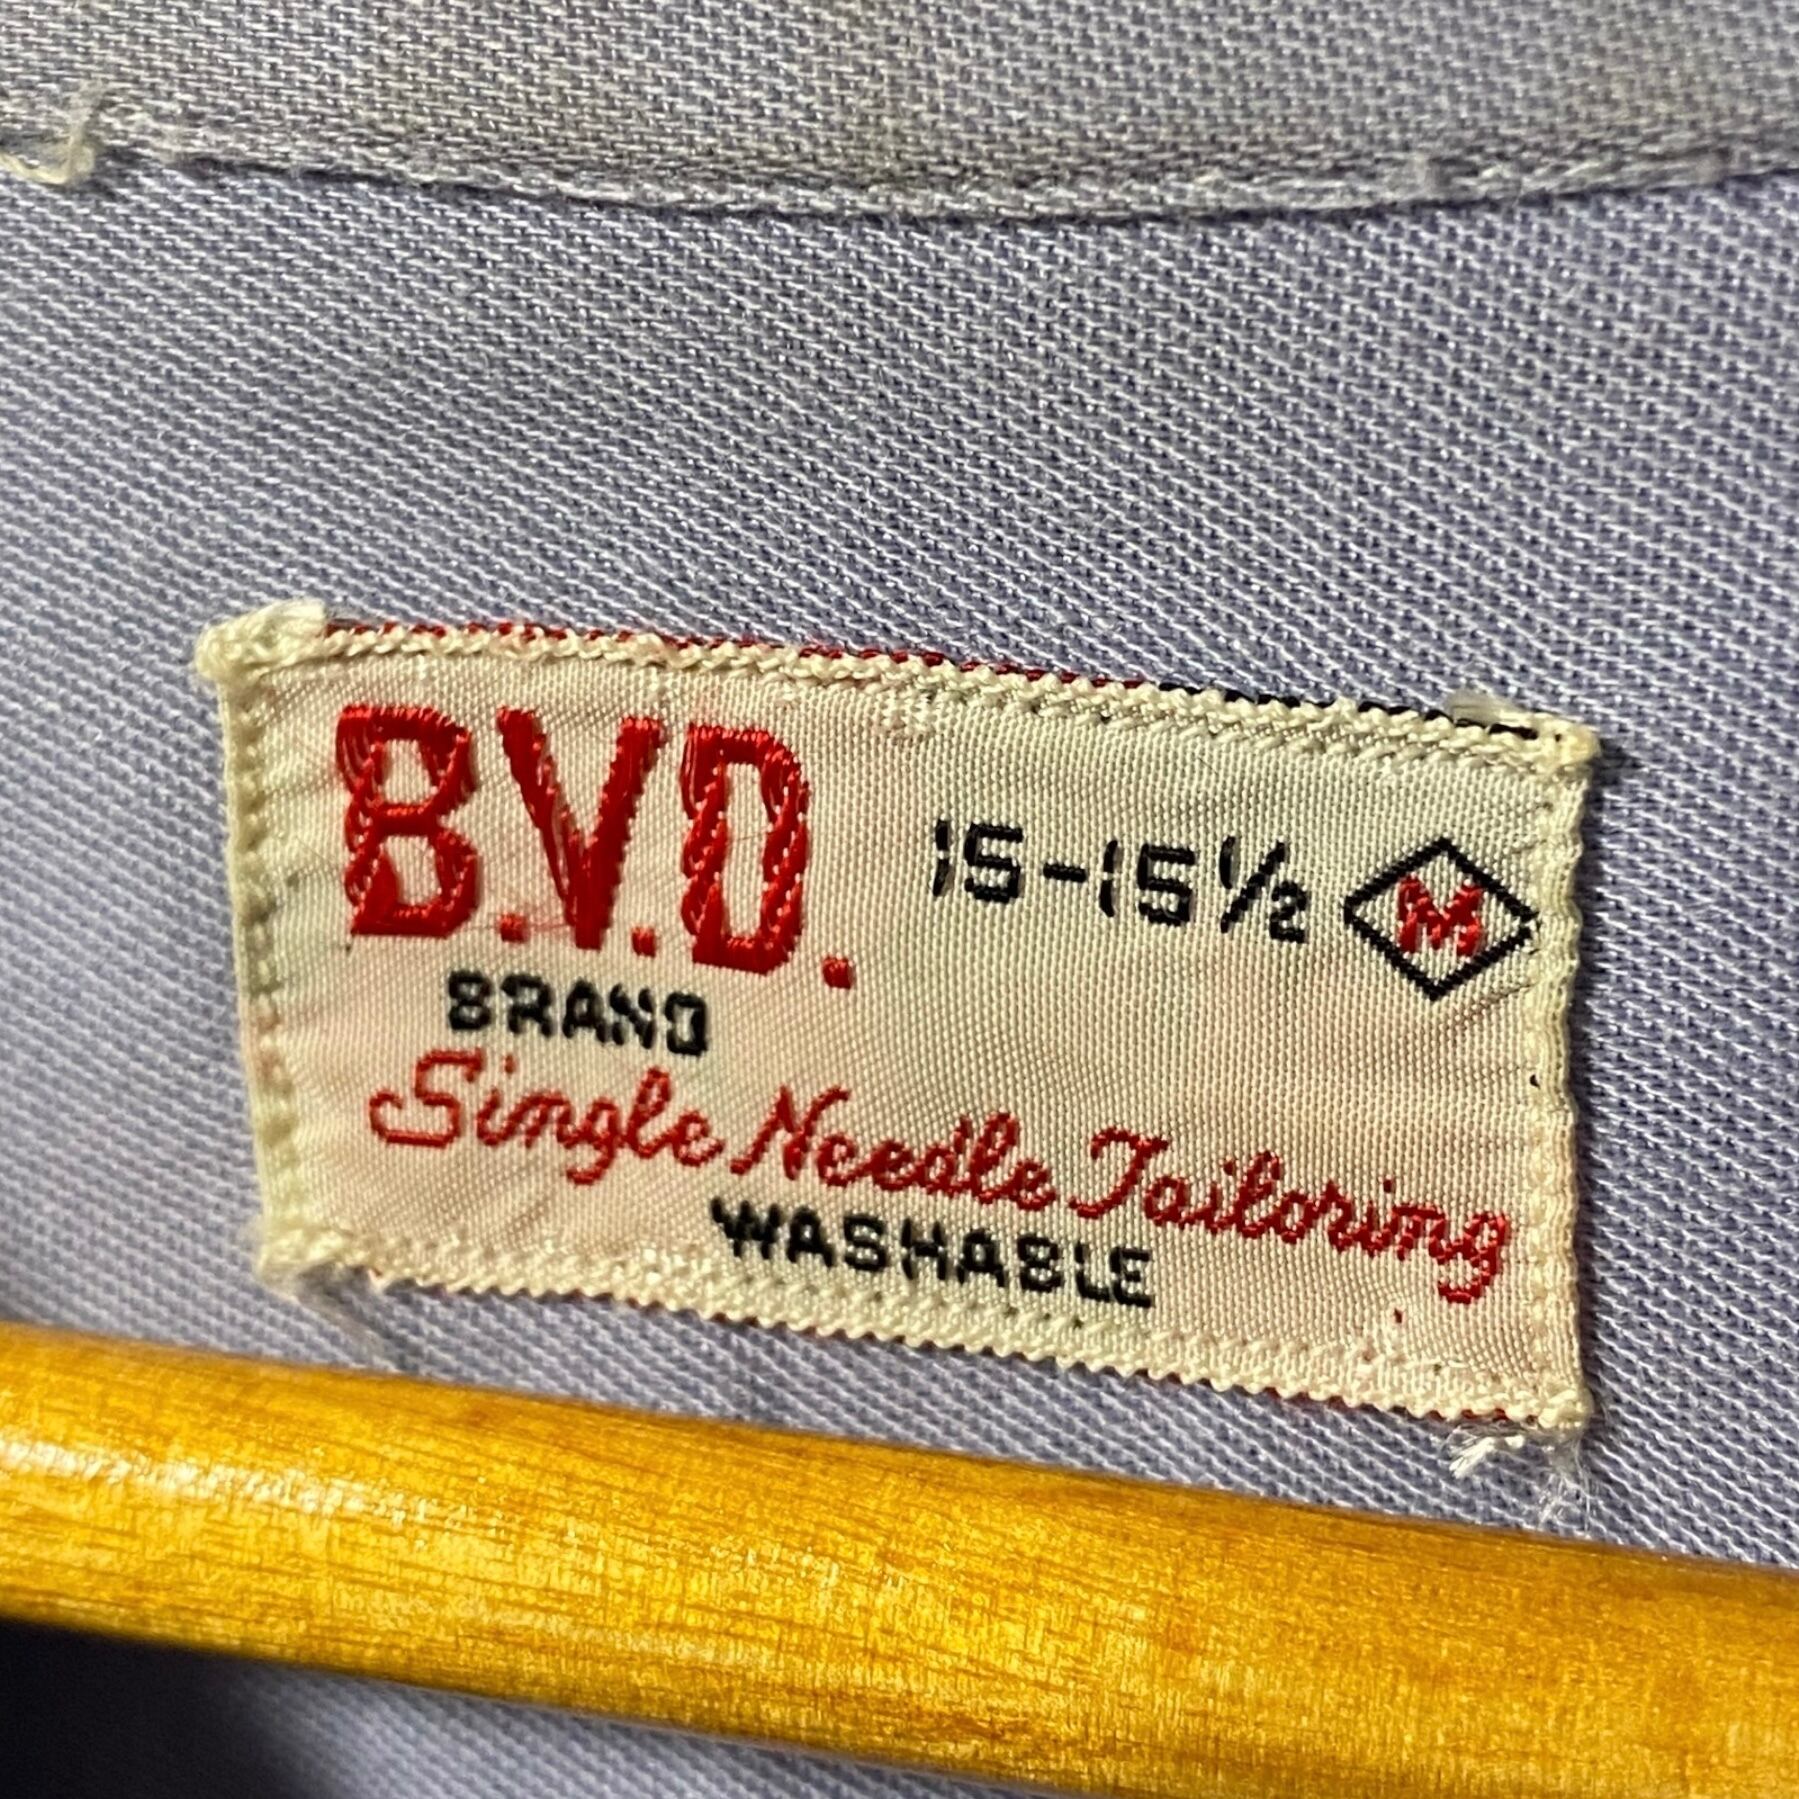 B.V.D. 15-15½ M
BRAND
Single Needle Tailoring
WASHABLE